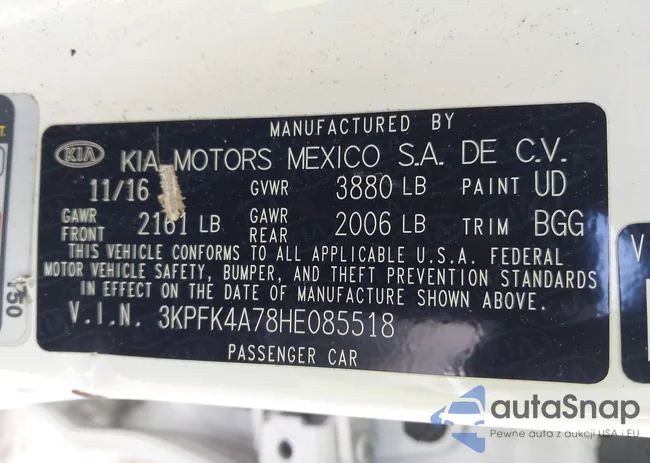 MANUFACTURED BY
KIA KIA MOTORS MEXICO S.A. DE C.V.
11/16 GVWR 3880 LB PAINT UD
GAWR FRONT 2161 LB GAWR REAR 2006 LB TRIM BGG
THIS VEHICLE CONFORMS TO ALL APPLICABLE U.S.A. FEDERAL
MOTOR VEHICLE SAFETY, BUMPER, AND THEFT PREVENTION STANDARDS
IN EFFECT ON THE DATE OF MANUFACTURE SHOWN ABOVE.
V.I.N. 3KPFK4A78HE085518
PASSENGER CAR
150
V
autaSnap
Pewne auta z aukcji USA i EU